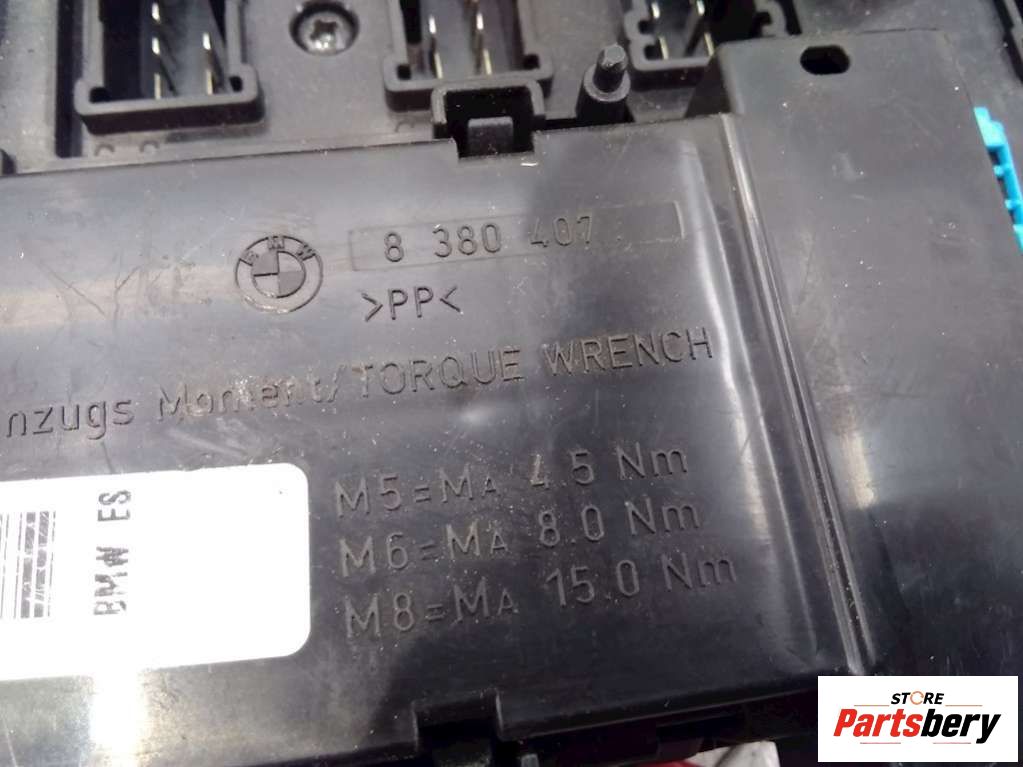 BMW
8 380 407
>PP<
nzugs Moment/TORQUE WRENCH
M5=MA 4.5 Nm
M6=MA 8.0 Nm
M8=MA 15.0 Nm
BMW ES
STORE
Partsbery